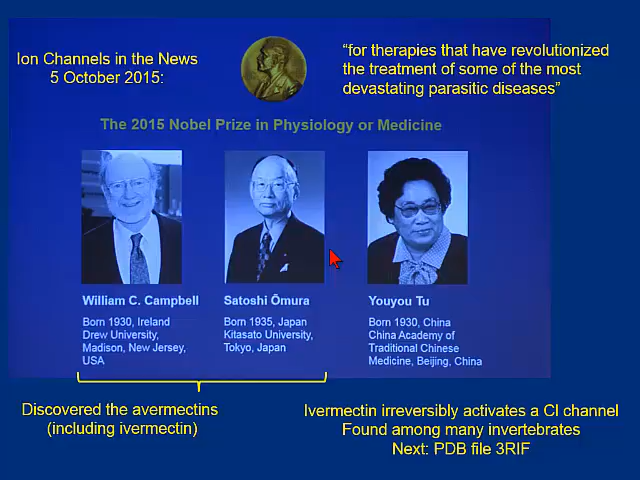 Ion Channels in the News
5 October 2015:
“for therapies that have revolutionized
the treatment of some of the most
devastating parasitic diseases”
The 2015 Nobel Prize in Physiology or Medicine
William C. Campbell
Born 1930, Ireland
Drew University,
Madison, New Jersey,
USA
Satoshi Ōmura
Born 1935, Japan
Kitasato University,
Tokyo, Japan
Youyou Tu
Born 1930, China
China Academy of
Traditional Chinese
Medicine, Beijing, China
Discovered the avermectins
(including ivermectin)
Ivermectin irreversibly activates a Cl channel
Found among many invertebrates
Next: PDB file 3RIF